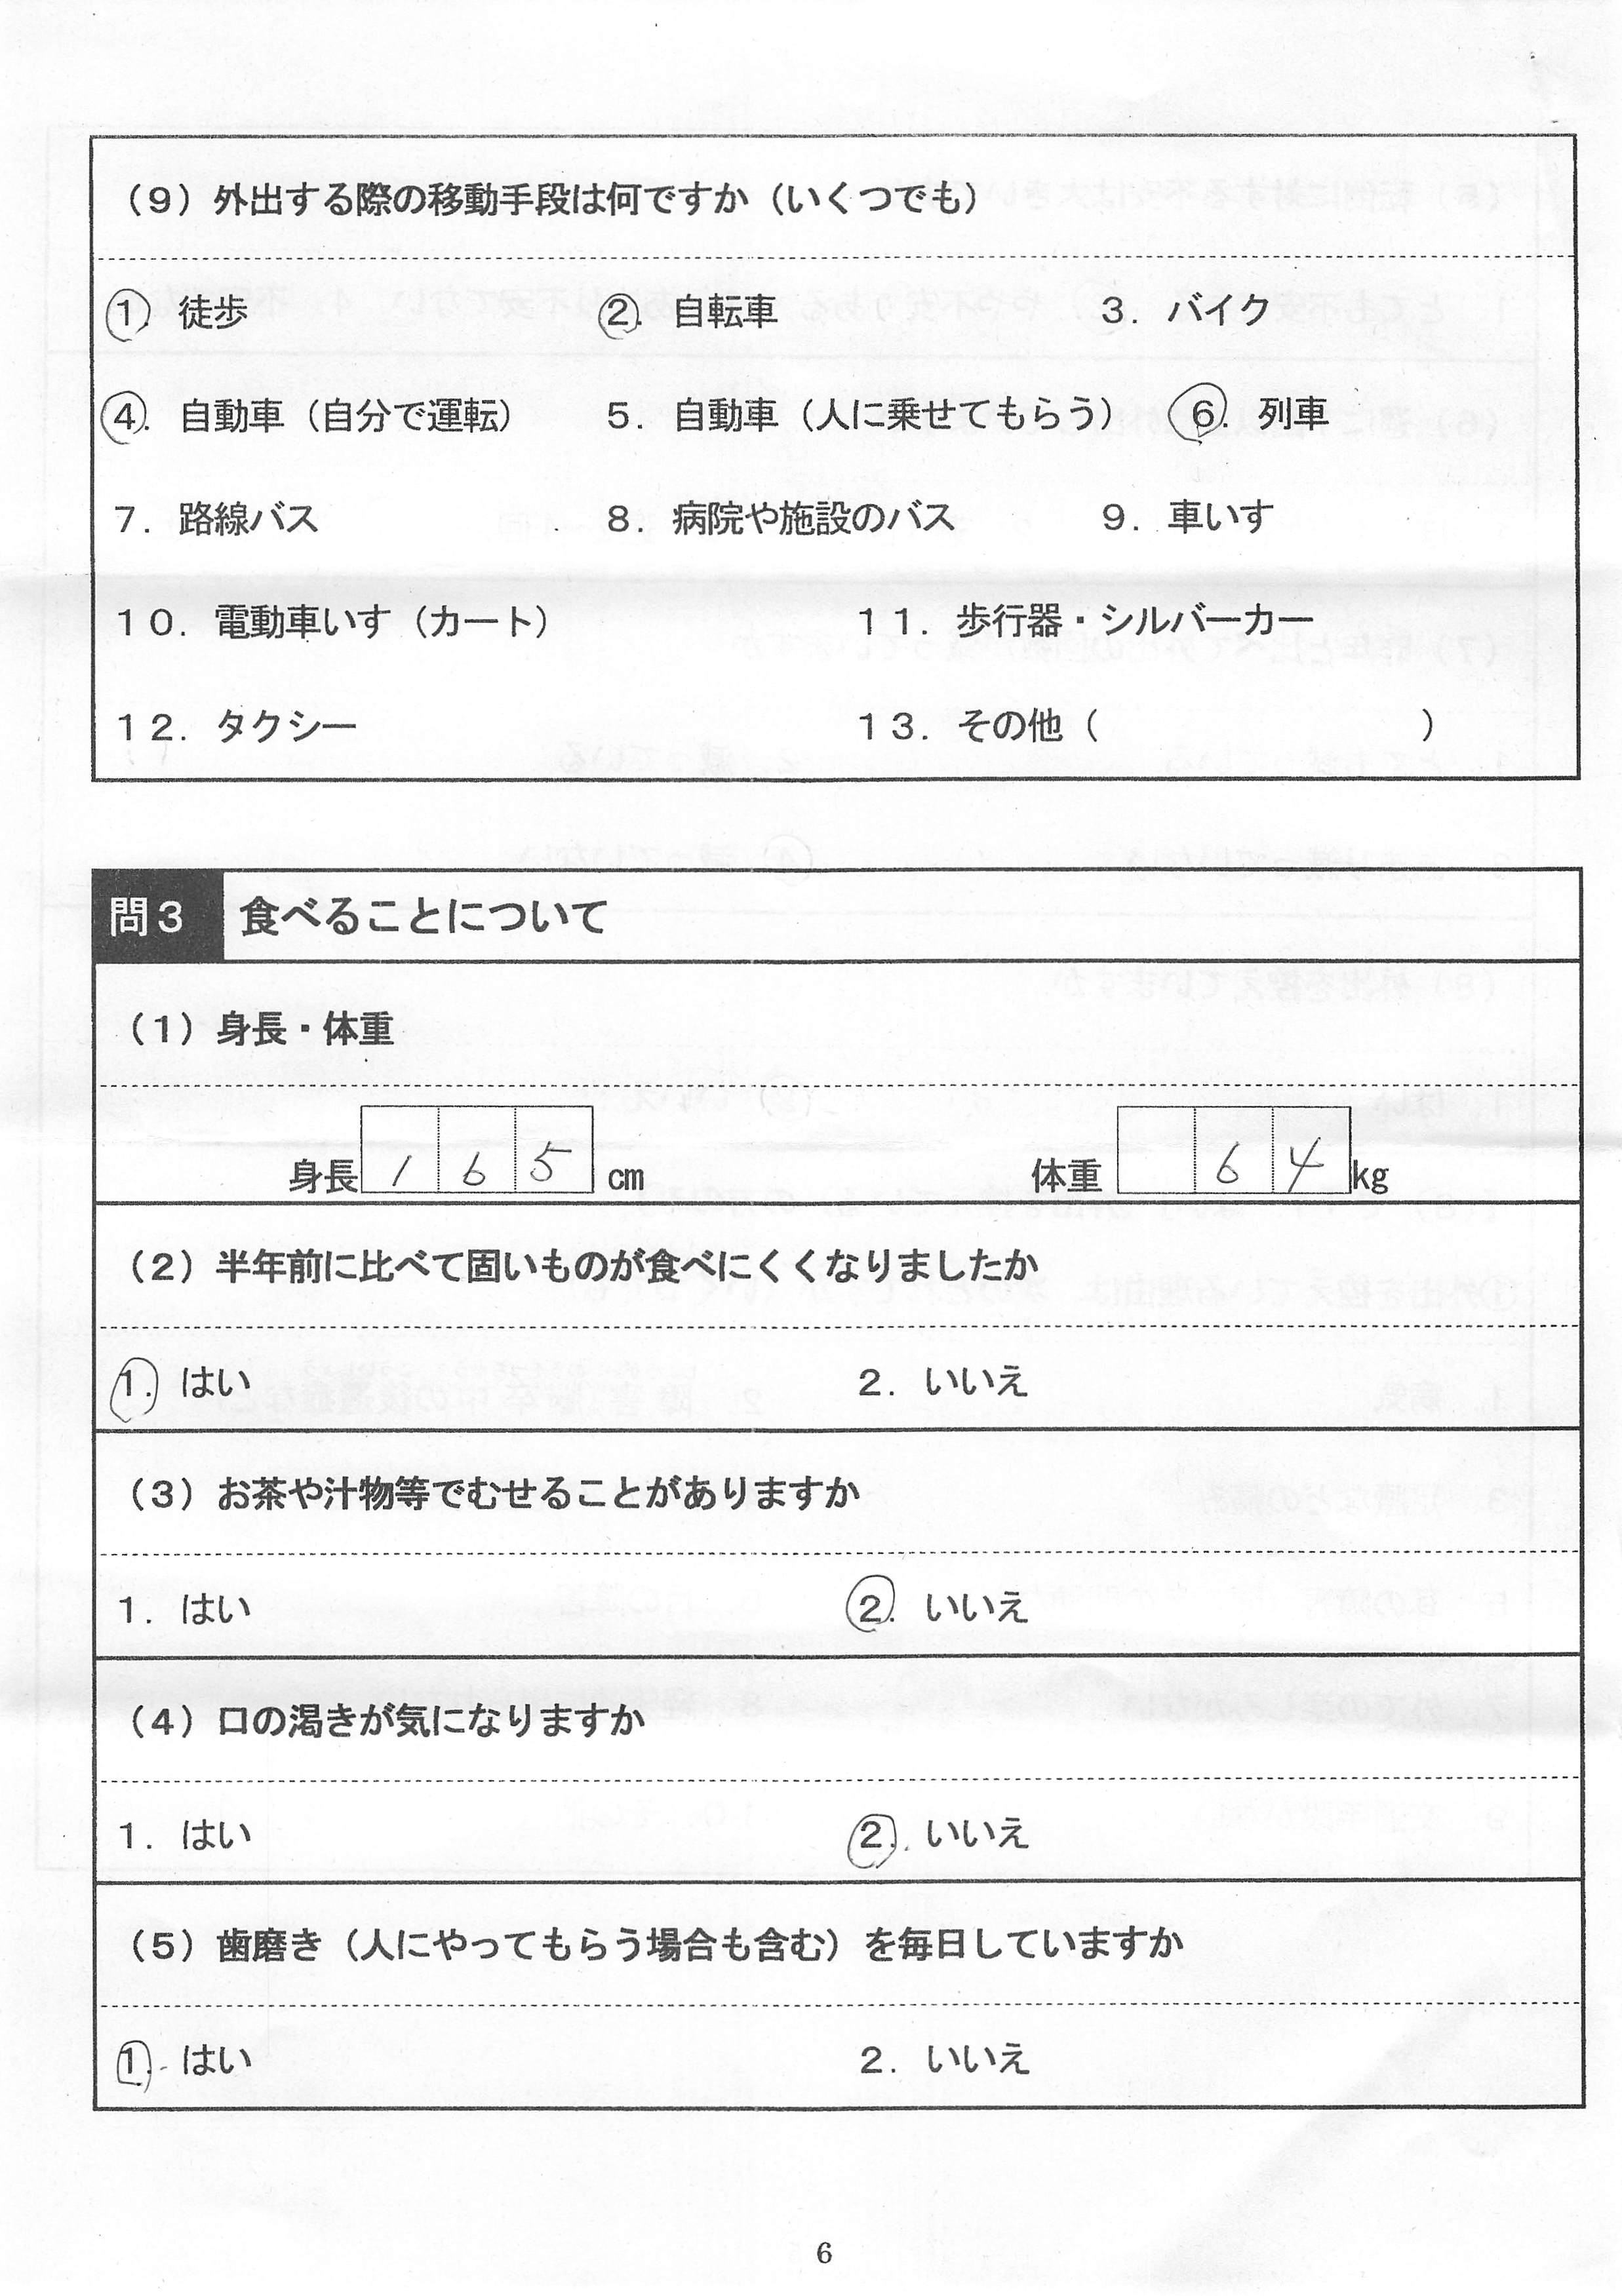 （9）外出する際の移動手段は何ですか（いくつでも）
1. 徒歩 2. 自転車 3. バイク
4. 自動車（自分で運転） 5. 自動車（人に乗せてもらう） 6. 列車
7. 路線バス 8. 病院や施設のバス 9. 車いす
10. 電動車いす（カート） 11. 歩行器・シルバーカー
12. タクシー 13. その他（ ）
問3 食べることについて
（1）身長・体重
身長 1 6 5 cm 体重 6 4 kg
（2）半年前に比べて固いものが食べにくくなりましたか
1. はい 2. いいえ
（3）お茶や汁物等でむせることがありますか
1. はい 2. いいえ
（4）口の渇きが気になりますか
1. はい 2. いいえ
（5）歯磨き（人にやってもらう場合も含む）を毎日していますか
1. はい 2. いいえ
6